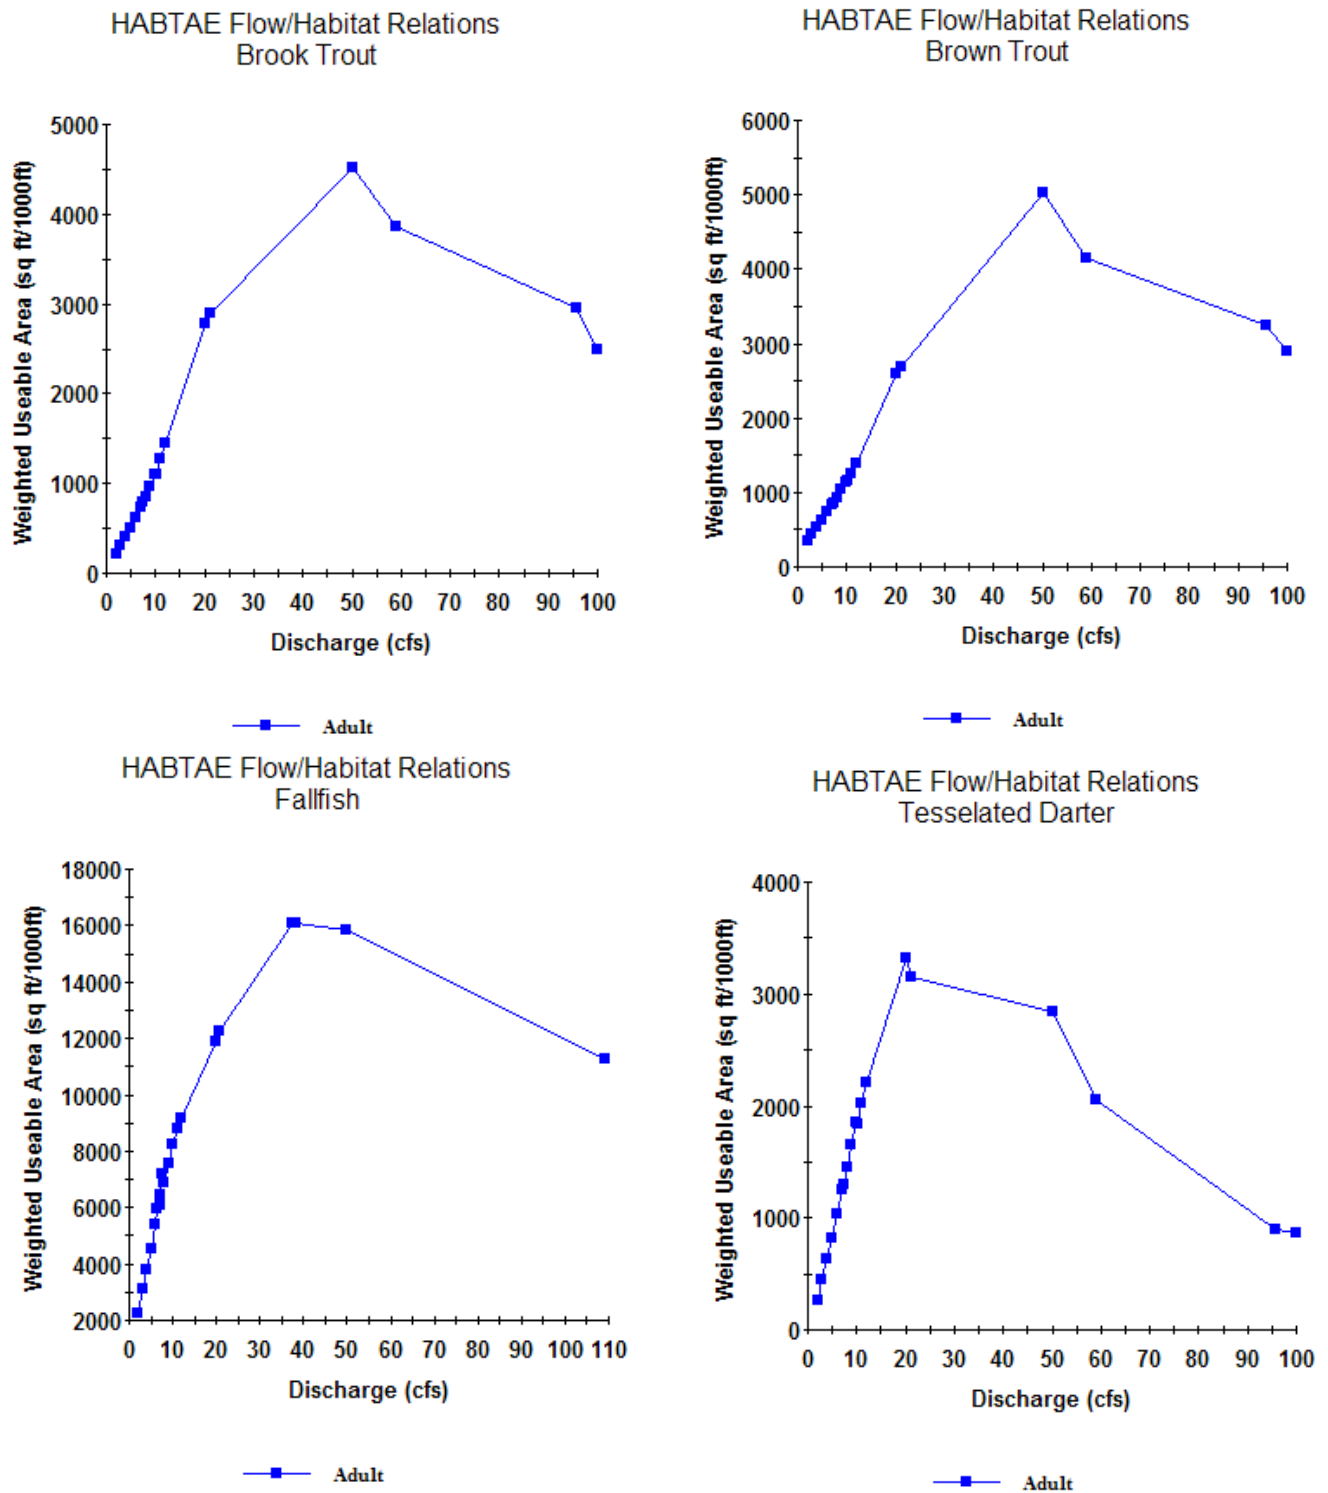 HABTAE Flow/Habitat Relations
Brook Trout
Weighted Useable Area (sq ft/1000ft)
5000
4000
3000
2000
1000
0
0 10 20 30 40 50 60 70 80 90 100
Discharge (cfs)
Adult
HABTAE Flow/Habitat Relations
Brown Trout
Weighted Useable Area (sq ft/1000ft)
6000
5000
4000
3000
2000
1000
0
0 10 20 30 40 50 60 70 80 90 100
Discharge (cfs)
Adult
HABTAE Flow/Habitat Relations
Fallfish
Weighted Useable Area (sq ft/1000ft)
18000
16000
14000
12000
10000
8000
6000
4000
2000
0 10 20 30 40 50 60 70 80 90 100 110
Discharge (cfs)
Adult
HABTAE Flow/Habitat Relations
Tesselated Darter
Weighted Useable Area (sq ft/1000ft)
4000
3000
2000
1000
0
0 10 20 30 40 50 60 70 80 90 100
Discharge (cfs)
Adult